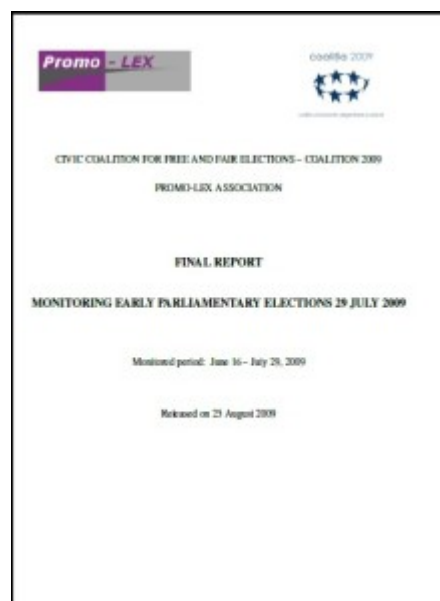 Promo - LEX
coaliția 2009
CIVIC COALITION FOR FREE AND FAIR ELECTIONS – COALITION 2009
PROMO-LEX ASSOCIATION
FINAL REPORT
MONITORING EARLY PARLIAMENTARY ELECTIONS 29 JULY 2009
Monitored period: June 16 – July 29, 2009
Released on 25 August 2009